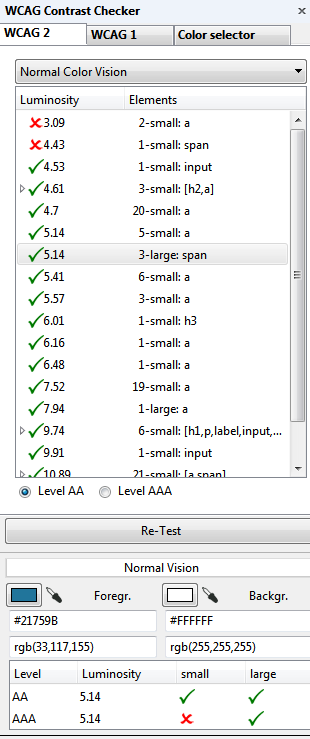 WCAG Contrast Checker
WCAG 2 WCAG 1 Color selector
Normal Color Vision
Luminosity Elements
3.09 2-small: a
4.43 1-small: span
4.53 1-small: input
4.61 3-small: [h2,a]
4.7 20-small: a
5.14 5-small: a
5.14 3-large: span
5.41 6-small: a
5.57 3-small: a
6.01 1-small: h3
6.16 1-small: a
6.48 1-small: a
7.52 19-small: a
7.94 1-large: a
9.74 6-small: [h1,p,label,input,...
9.91 1-small: input
10.89 21-small: [a,span]
Level AA Level AAA
Re-Test
Normal Vision
Foregr. Backgr.
#21759B #FFFFFF
rgb(33,117,155) rgb(255,255,255)
Level Luminosity small large
AA 5.14
AAA 5.14